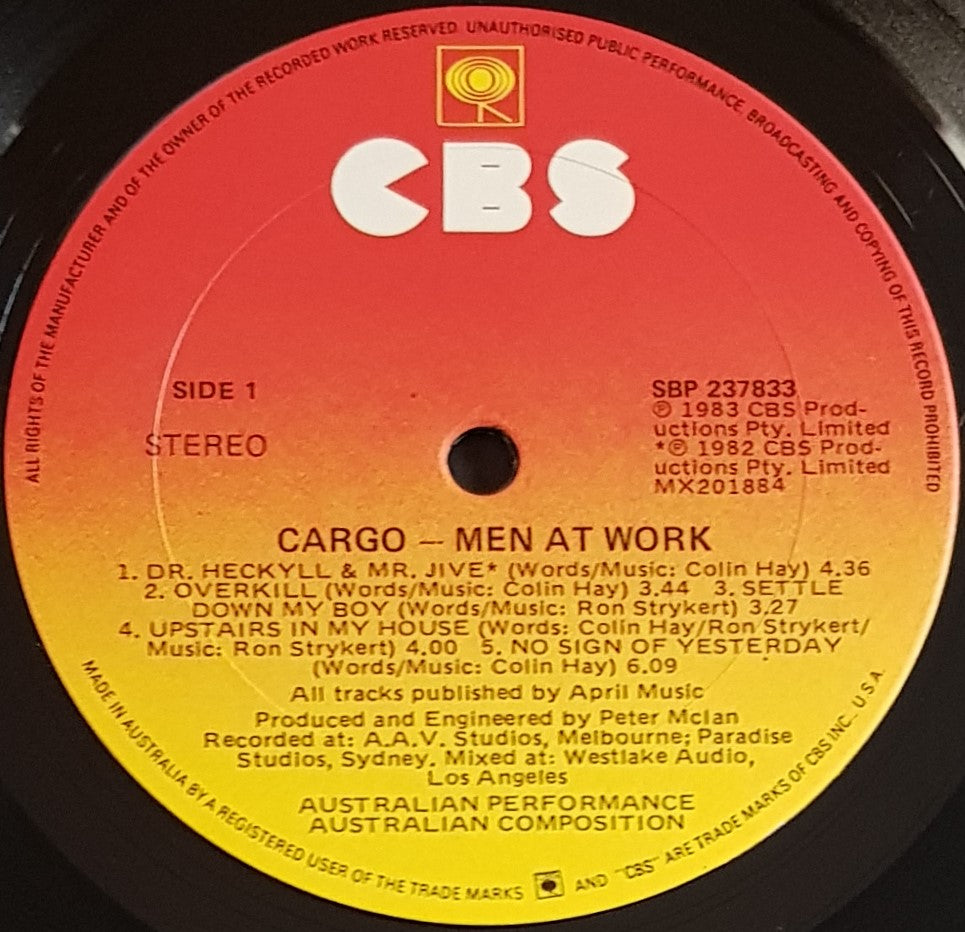 ALL RIGHTS OF THE MANUFACTURER AND OF THE OWNER OF THE RECORDED WORK RESERVED. UNAUTHORISED PUBLIC PERFORMANCE, BROADCASTING AND COPYING OF THIS RECORD PROHIBITED
CBS
SIDE 1
STEREO
SBP 237833
℗ 1983 CBS Prod-
uctions Pty. Limited
*℗ 1982 CBS Prod-
uctions Pty. Limited
MX201884
CARGO – MEN AT WORK
1. DR. HECKYLL & MR. JIVE* (Words/Music: Colin Hay) 4.36
2. OVERKILL (Words/Music: Colin Hay) 3.44 3. SETTLE
DOWN MY BOY (Words/Music: Ron Strykert) 3.27
4. UPSTAIRS IN MY HOUSE (Words: Colin Hay/Ron Strykert/
Music: Ron Strykert) 4.00 5. NO SIGN OF YESTERDAY
(Words/Music: Colin Hay) 6.09
All tracks published by April Music
Produced and Engineered by Peter McIan
Recorded at: A.A.V. Studios, Melbourne; Paradise
Studios, Sydney. Mixed at: Westlake Audio,
Los Angeles
AUSTRALIAN PERFORMANCE
AUSTRALIAN COMPOSITION
MADE IN AUSTRALIA BY A REGISTERED USER OF THE TRADE MARKS AND "CBS" ARE TRADE MARKS OF CBS INC. U.S.A.